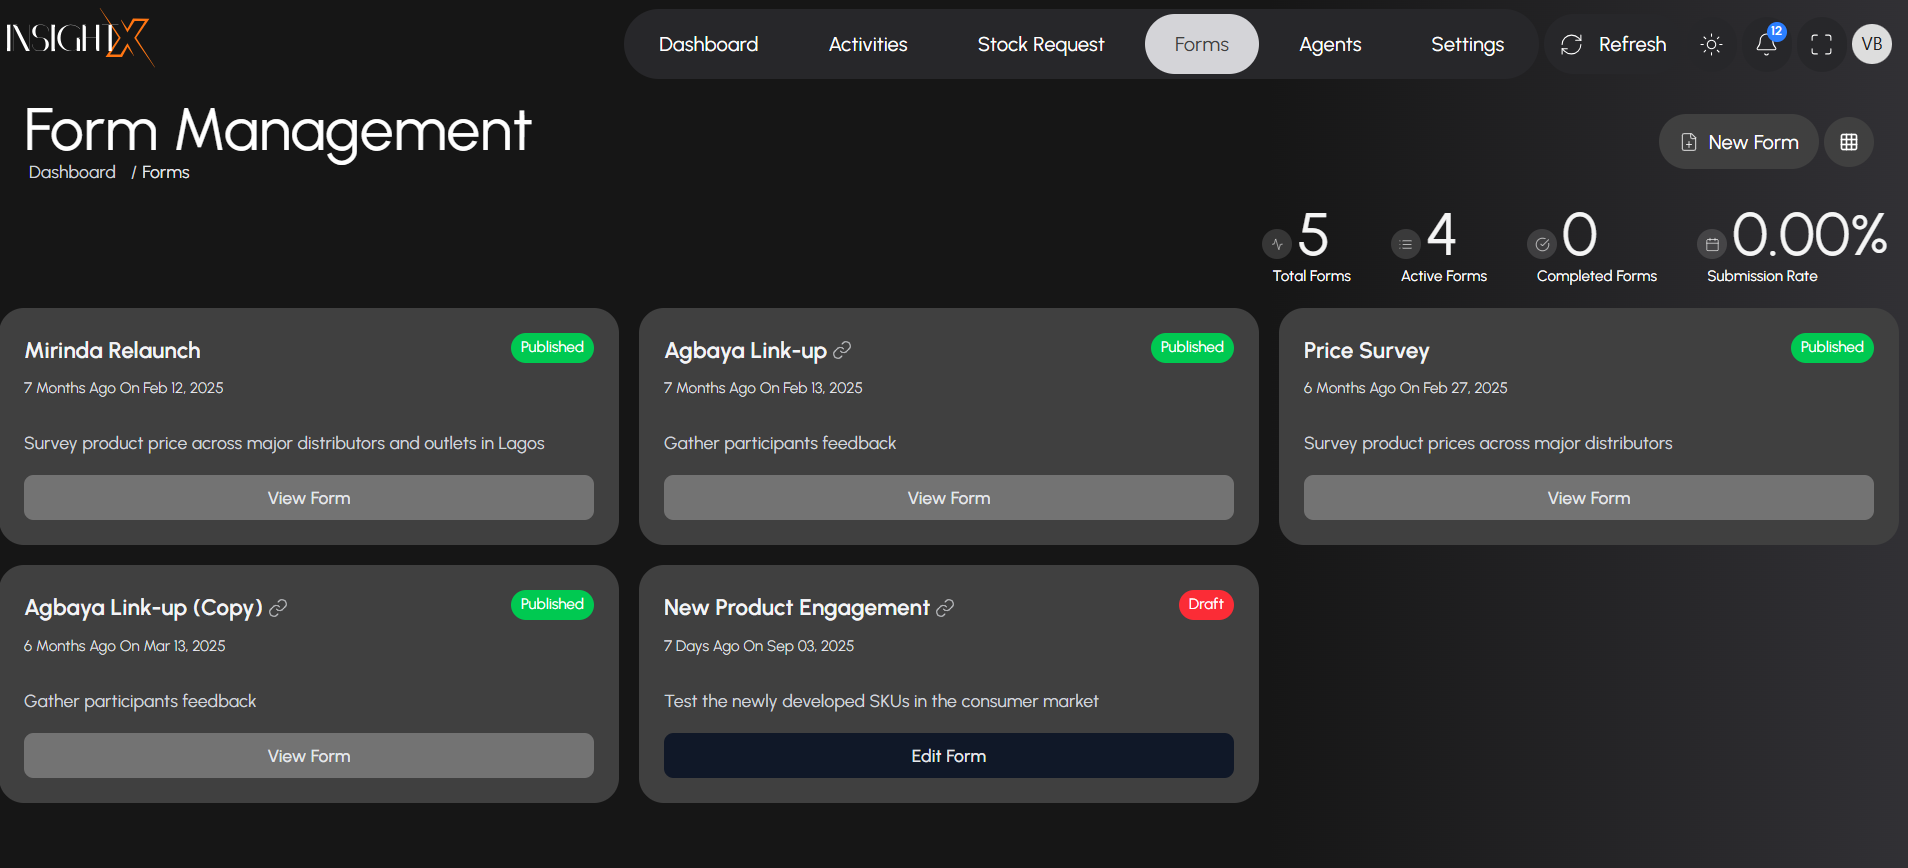 INSIGHTX
Dashboard Activities Stock Request Forms Agents Settings Refresh 12 VB
Form Management
Dashboard / Forms
New Form
5 4 0 0.00%
Total Forms Active Forms Completed Forms Submission Rate
Mirinda Relaunch Published
7 Months Ago On Feb 12, 2025
Survey product price across major distributors and outlets in Lagos
View Form
Agbaya Link-up Published
7 Months Ago On Feb 13, 2025
Gather participants feedback
View Form
Price Survey Published
6 Months Ago On Feb 27, 2025
Survey product prices across major distributors
View Form
Agbaya Link-up (Copy) Published
6 Months Ago On Mar 13, 2025
Gather participants feedback
View Form
New Product Engagement Draft
7 Days Ago On Sep 03, 2025
Test the newly developed SKUs in the consumer market
Edit Form